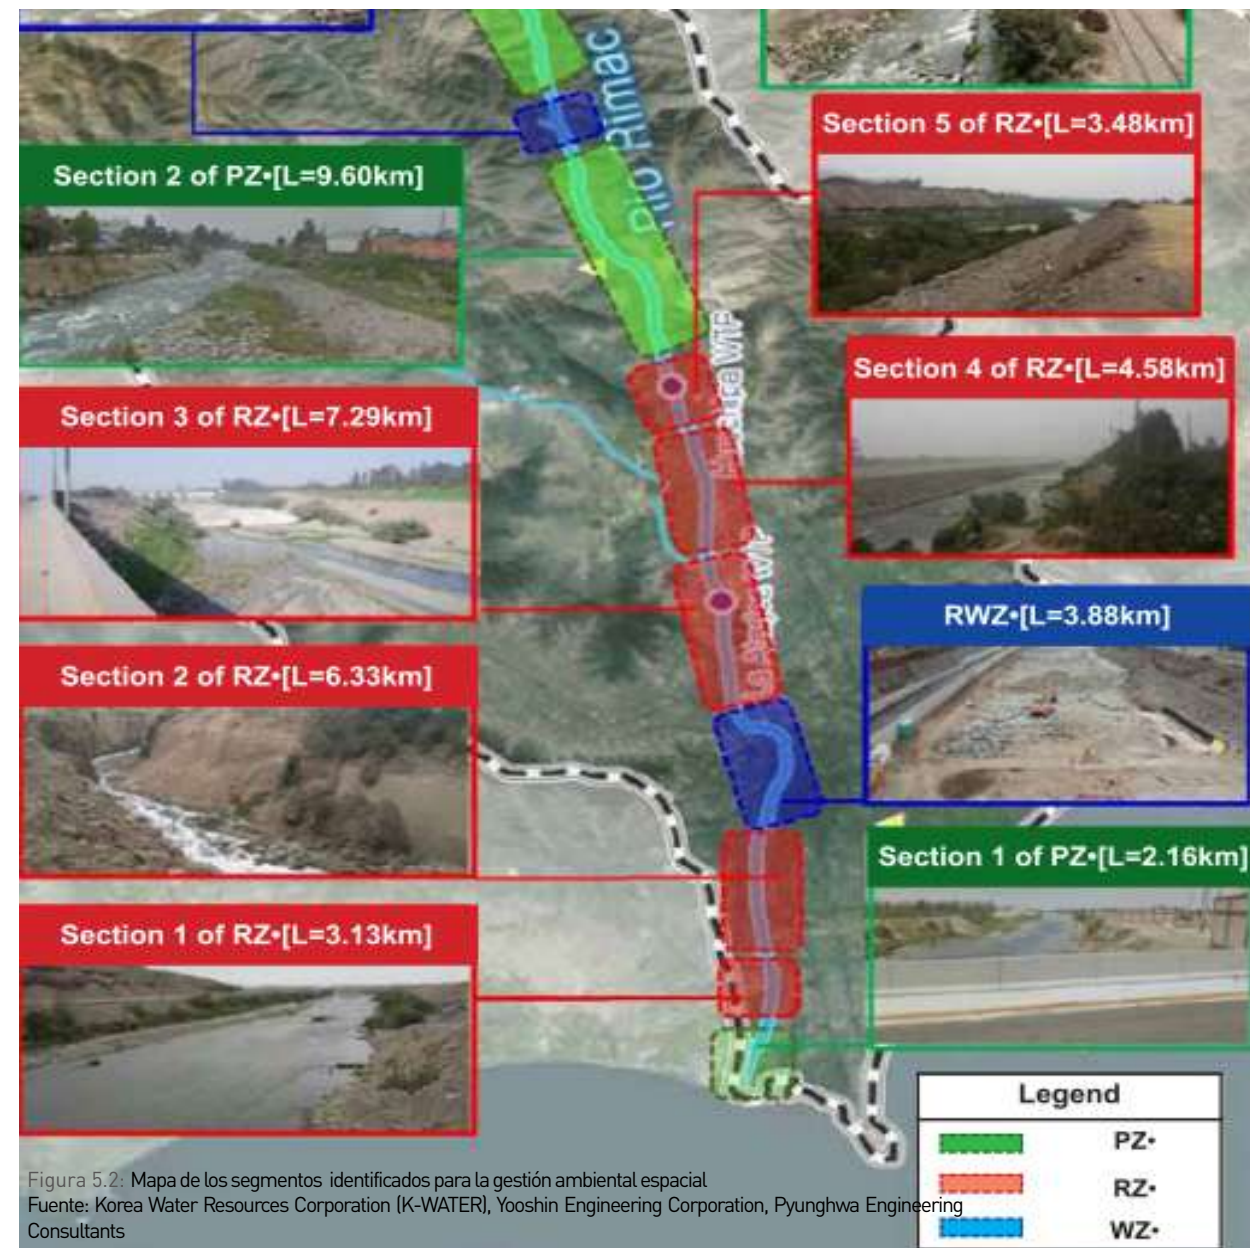 Río Rímac
Section 5 of RZ•[L=3.48km]
Section 2 of PZ•[L=9.60km]
WTP
Section 4 of RZ•[L=4.58km]
Section 3 of RZ•[L=7.29km]
WTP
RWZ•[L=3.88km]
Section 2 of RZ•[L=6.33km]
Section 1 of PZ•[L=2.16km]
Section 1 of RZ•[L=3.13km]
Legend
PZ•
RZ•
WZ•
Figura 5.2: Mapa de los segmentos identificados para la gestión ambiental espacial
Fuente: Korea Water Resources Corporation (K-WATER), Yooshin Engineering Corporation, Pyunghwa Engineering
Consultants